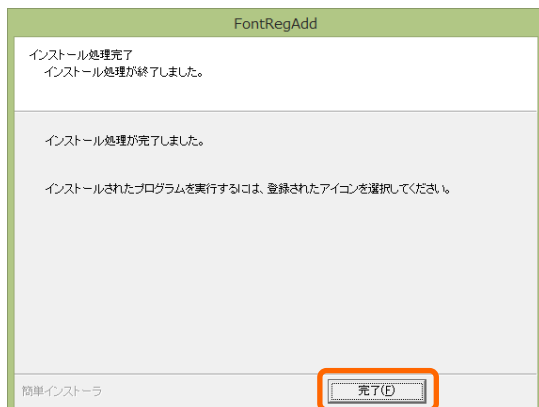 FontRegAdd
インストール処理完了
インストール処理が終了しました。
インストール処理が完了しました。
インストールされたプログラムを実行するには、登録されたアイコンを選択してください。
簡単インストーラ
完了(F)